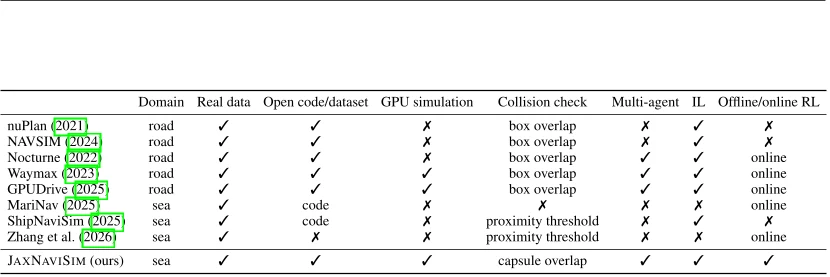 Domain Real data Open code/dataset GPU simulation Collision check Multi-agent IL Offline/online RL
nuPlan (2021) road ✓ ✓ ✗ box overlap ✗ ✓ ✗
NAVSIM (2024) road ✓ ✓ ✗ box overlap ✗ ✓ ✗
Nocturne (2022) road ✓ ✓ ✗ box overlap ✓ ✓ online
Waymax (2023) road ✓ ✓ ✓ box overlap ✓ ✓ online
GPUDrive (2025) road ✓ ✓ ✓ box overlap ✓ ✓ online
MariNav (2025) sea ✓ code ✗ ✗ ✗ ✗ online
ShipNaviSim (2025) sea ✓ code ✗ proximity threshold ✗ ✓ ✗
Zhang et al. (2026) sea ✓ ✗ ✗ proximity threshold ✗ ✗ online
JAXNAVISIM (ours) sea ✓ ✓ ✓ capsule overlap ✓ ✓ ✓